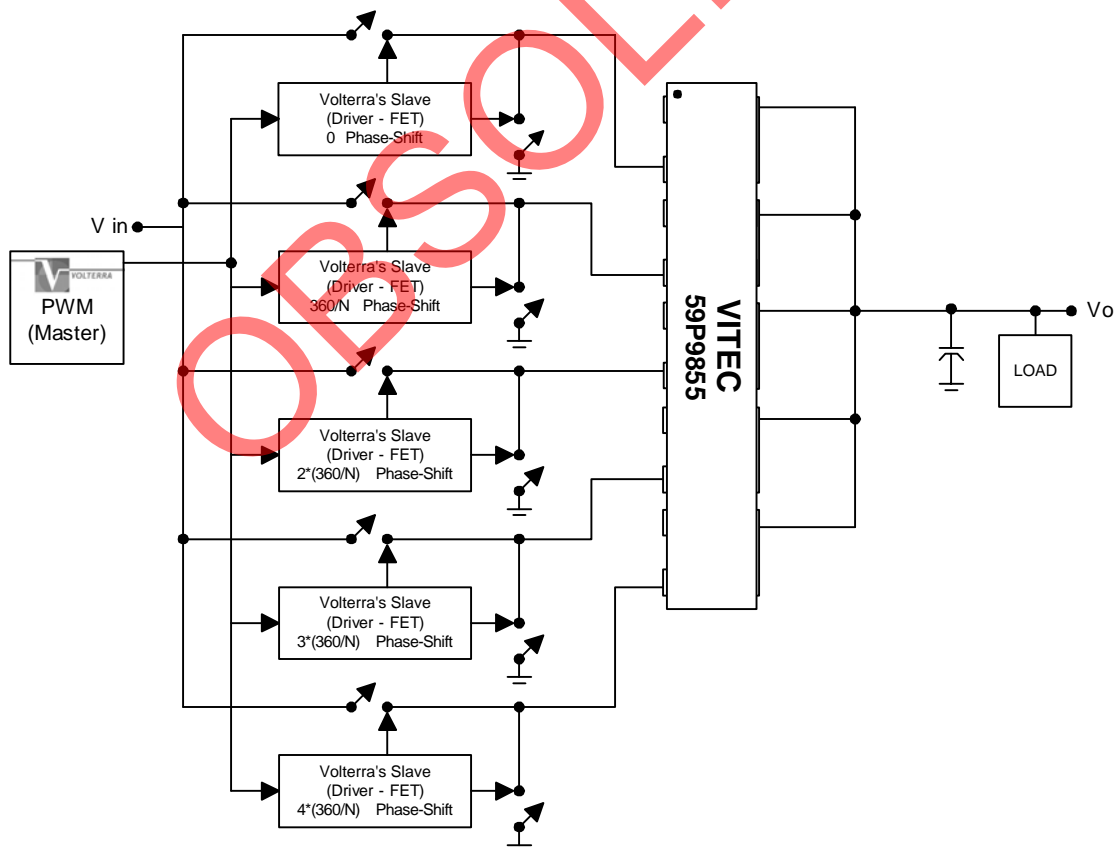 Volterra's Slave
(Driver - FET)
0 Phase-Shift
V in
VOLTERRA
PWM
(Master)
Volterra's Slave
(Driver - FET)
360/N Phase-Shift
Volterra's Slave
(Driver - FET)
2*(360/N) Phase-Shift
Volterra's Slave
(Driver - FET)
3*(360/N) Phase-Shift
Volterra's Slave
(Driver - FET)
4*(360/N) Phase-Shift
VITEC
59P9855
Vo
LOAD
OBSOL